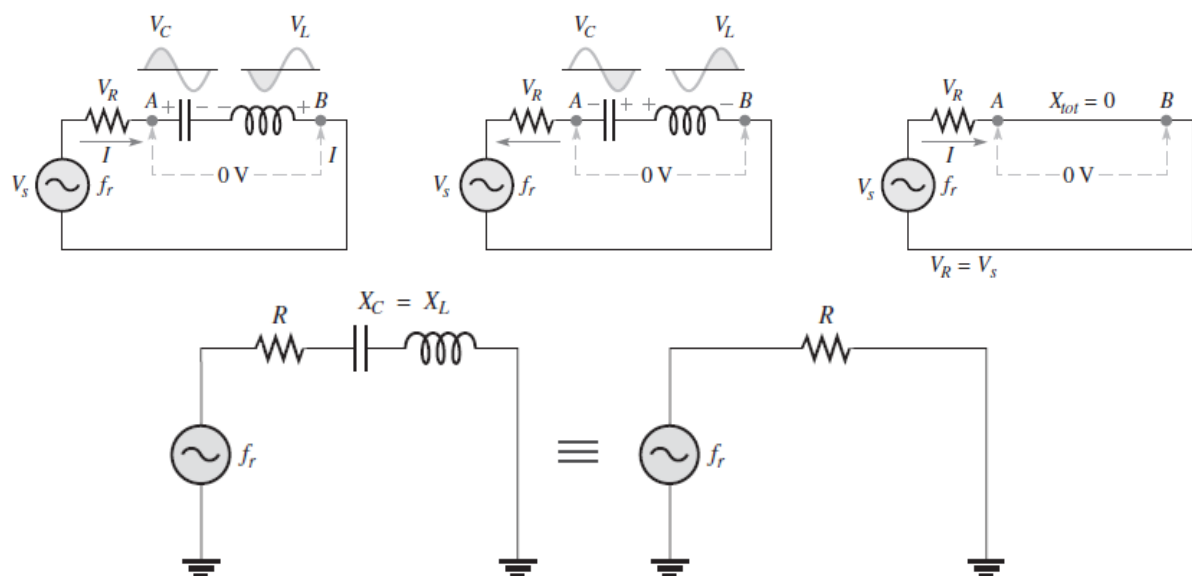 V_C V_L
V_R A + - - + B
I I
0 V
V_s f_r
V_C V_L
V_R A - + + - B
0 V
V_s f_r
V_R A X_tot = 0 B
I
0 V
V_s f_r
V_R = V_s
X_C = X_L
R
f_r
≡
R
f_r